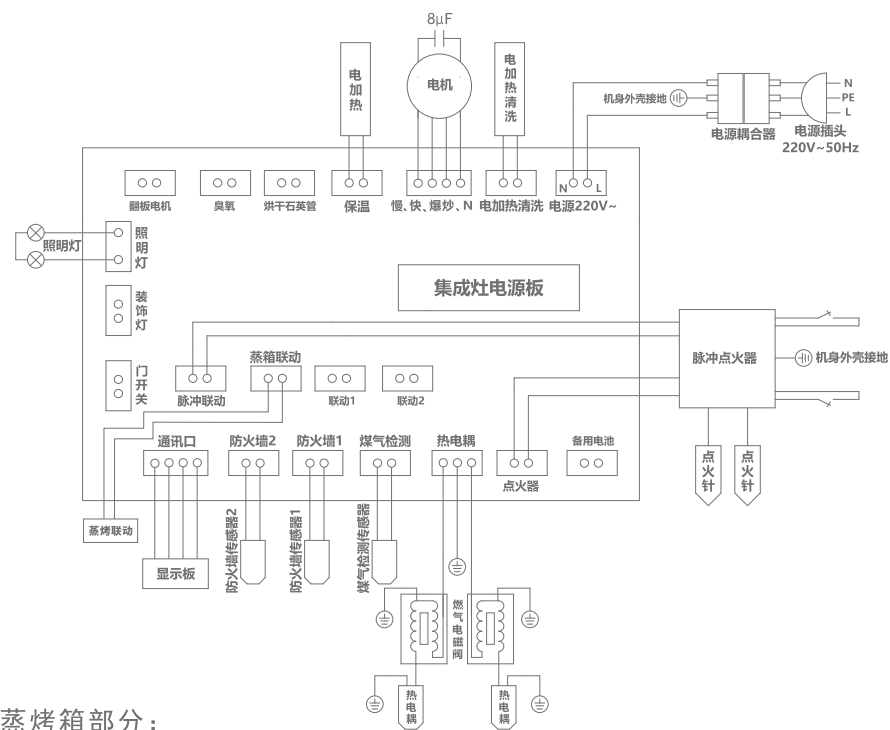 8μF
电加热
电机
电加热清洗
机身外壳接地
N
PE
L
电源耦合器
电源插头
220V~50Hz
N
L
翻板电机
臭氧
烘干石英管
保温
慢、快、爆炒、N
电加热清洗
电源220V~
照明灯
照明灯
集成灶电源板
装饰灯
门开关
脉冲联动
蒸箱联动
联动1
联动2
脉冲点火器
机身外壳接地
通讯口
防火墙2
防火墙1
煤气检测
热电耦
点火器
备用电池
点火针
点火针
蒸烤联动
显示板
防火墙传感器2
防火墙传感器1
煤气检测传感器
燃气电磁阀
热电耦
热电耦
蒸烤箱部分：